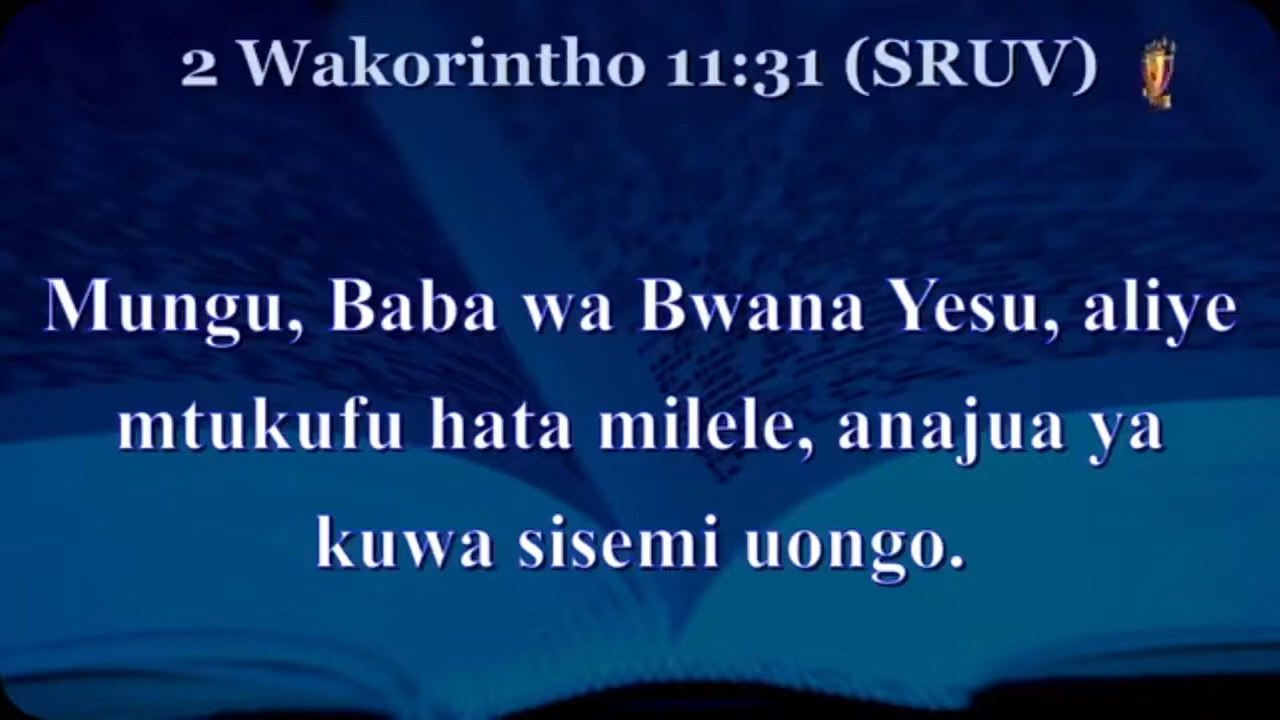 2 Wakorintho 11:31 (SRUV)
Mungu, Baba wa Bwana Yesu, aliye
mtukufu hata milele, anajua ya
kuwa sisemi uongo.